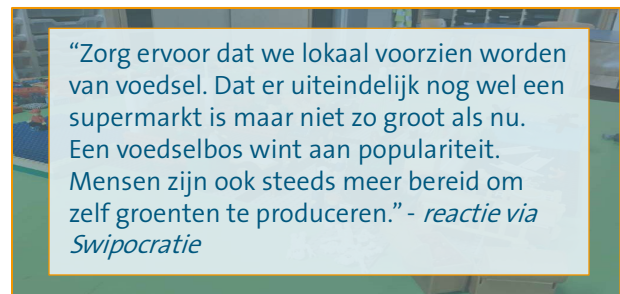 “Zorg ervoor dat we lokaal voorzien worden
van voedsel. Dat er uiteindelijk nog wel een
supermarkt is maar niet zo groot als nu.
Een voedselbos wint aan populariteit.
Mensen zijn ook steeds meer bereid om
zelf groenten te produceren.” - reactie via
Swipocratie